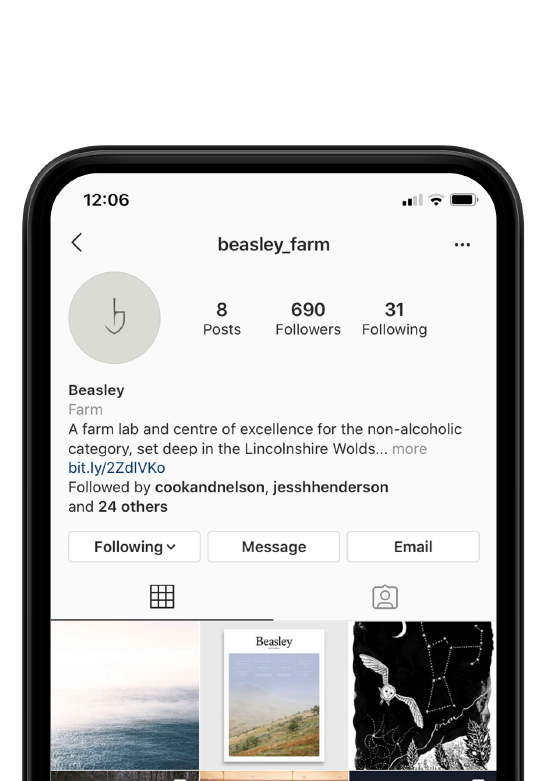 12:06
beasley_farm
8 690 31
Posts Followers Following
Beasley
Farm
A farm lab and centre of excellence for the non-alcoholic
category, set deep in the Lincolnshire Wolds... more
bit.ly/2ZdIVKo
Followed by cookandnelson, jesshhenderson
and 24 others
Following Message Email
Beasley